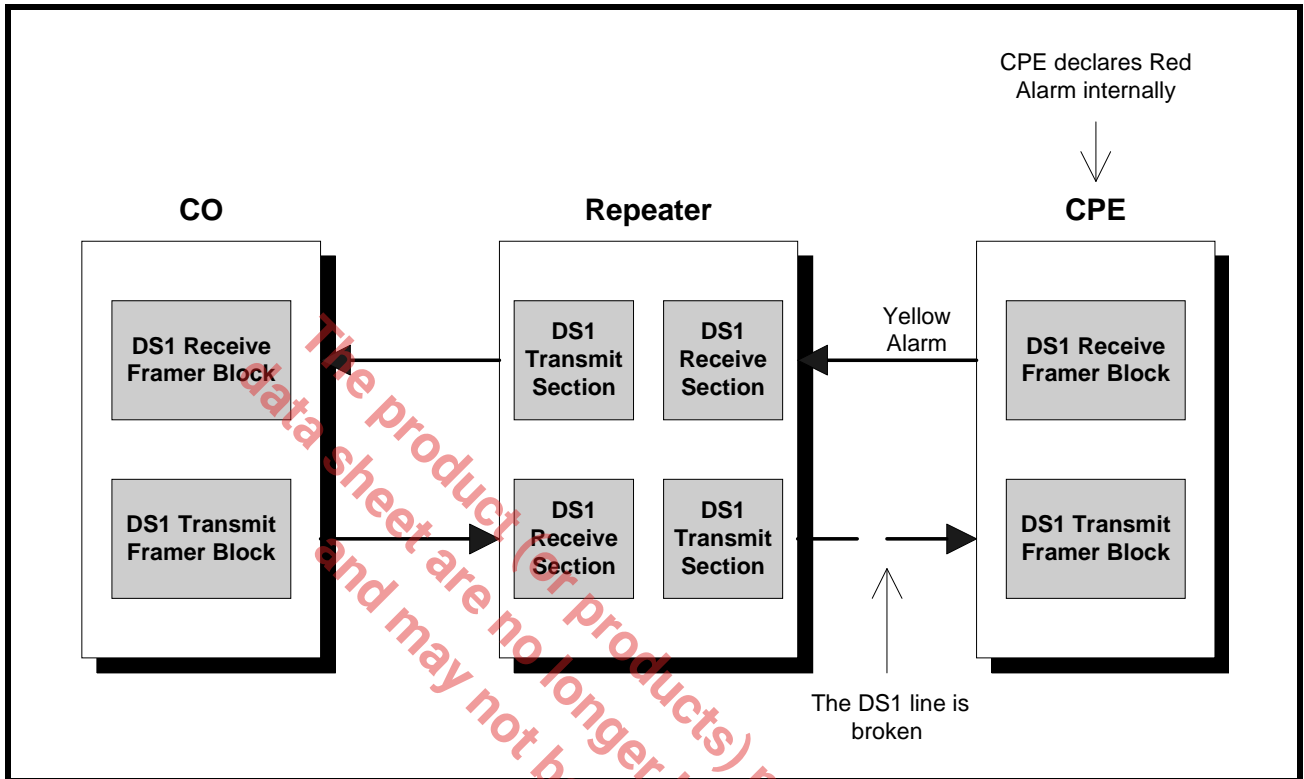 CPE declares Red
Alarm internally
CO
Repeater
CPE
DS1 Receive
Framer Block
DS1
Transmit
Section
DS1
Receive
Section
Yellow
Alarm
DS1 Receive
Framer Block
DS1 Transmit
Framer Block
DS1
Receive
Section
DS1
Transmit
Section
DS1 Transmit
Framer Block
The DS1 line is
broken
The product (or products)
data sheet are no longer
and may not